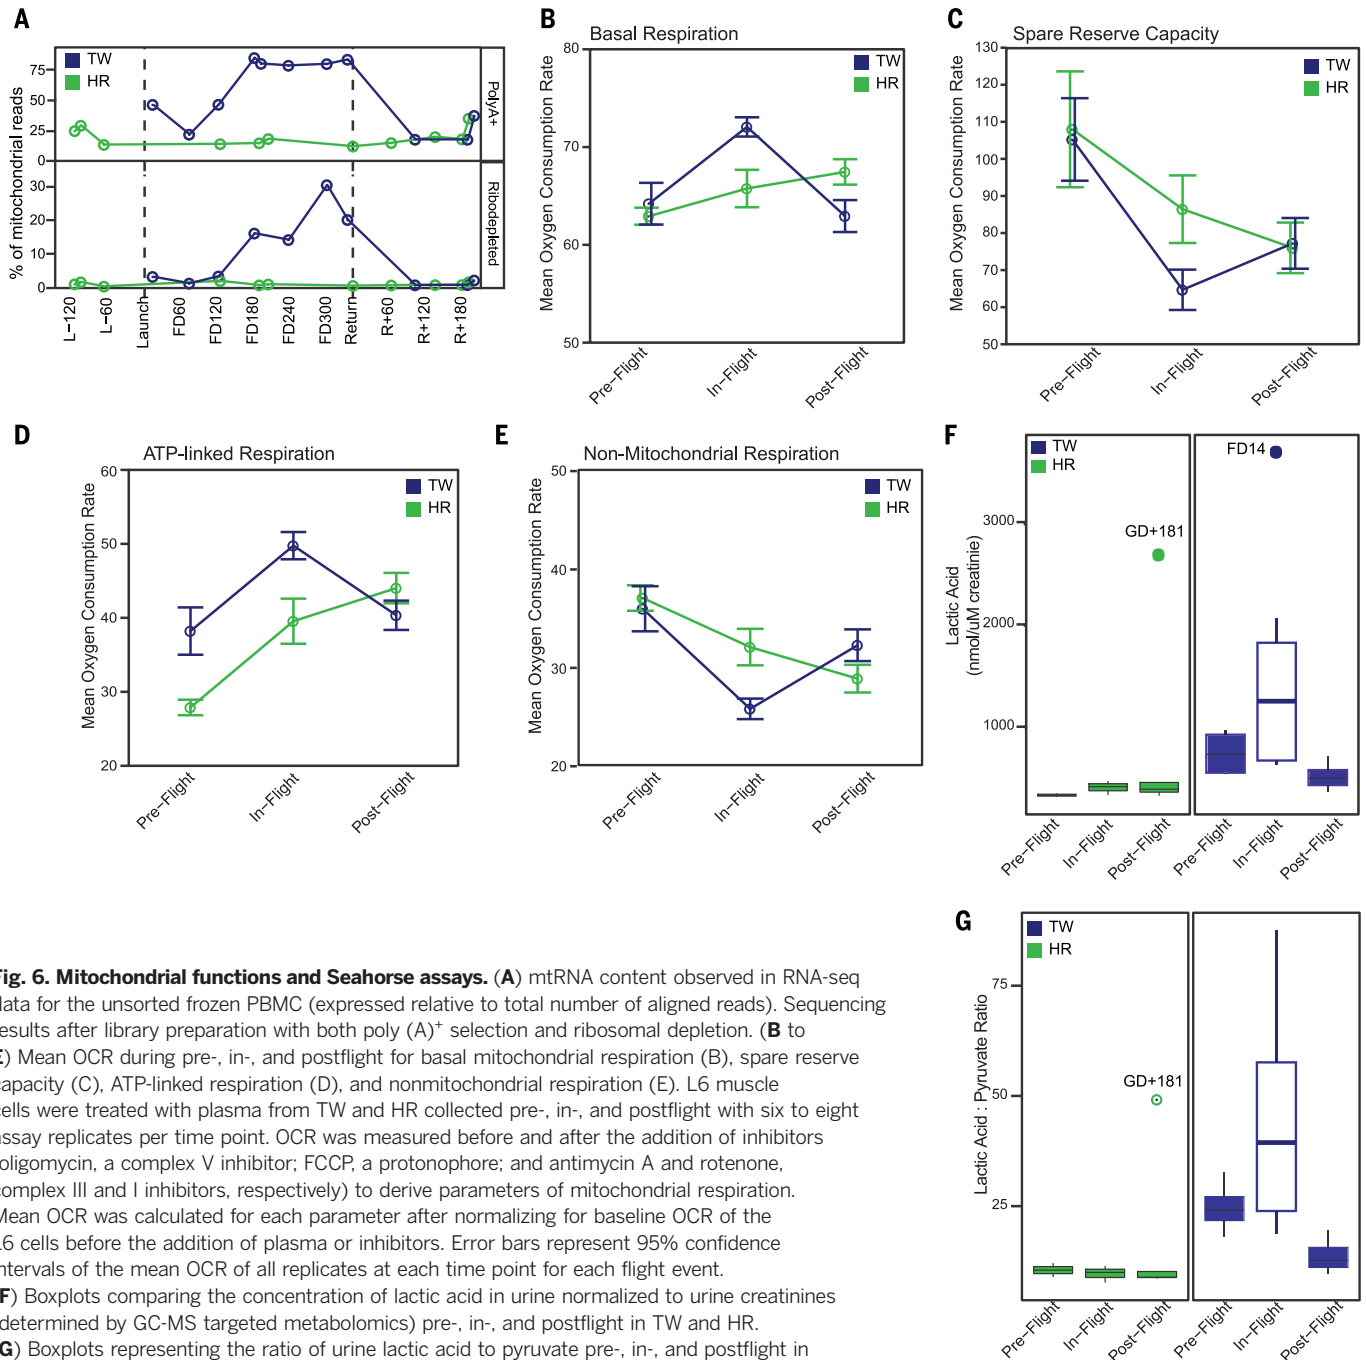 A
TW
HR
PolyA+
Ribodepleted
% of mitochondrial reads
75
50
25
0
30
20
10
0
L−120
L−60
Launch
FD60
FD120
FD180
FD240
FD300
Return
R+60
R+120
R+180
B
Basal Respiration
TW
HR
Mean Oxygen Consumption Rate
80
70
60
50
Pre−Flight
In−Flight
Post−Flight
C
Spare Reserve Capacity
TW
HR
Mean Oxygen Consumption Rate
130
120
110
100
90
80
70
60
50
Pre−Flight
In−Flight
Post−Flight
D
ATP-linked Respiration
TW
HR
Mean Oxygen Consumption Rate
60
50
40
30
20
Pre−Flight
In−Flight
Post−Flight
E
Non-Mitochondrial Respiration
TW
HR
Mean Oxygen Consumption Rate
50
40
30
20
Pre−Flight
In−Flight
Post−Flight
F
TW
HR
FD14
GD+181
Lactic Acid
(nmol/uM creatinie)
3000
2000
1000
Pre−Flight
In−Flight
Post−Flight
Pre−Flight
In−Flight
Post−Flight
G
TW
HR
GD+181
Lactic Acid : Pyruvate Ratio
75
50
25
Pre−Flight
In−Flight
Post−Flight
Pre−Flight
In−Flight
Post−Flight
Fig. 6. Mitochondrial functions and Seahorse assays. (A) mtRNA content observed in RNA-seq
data for the unsorted frozen PBMC (expressed relative to total number of aligned reads). Sequencing
results after library preparation with both poly (A)+ selection and ribosomal depletion. (B to
E) Mean OCR during pre-, in-, and postflight for basal mitochondrial respiration (B), spare reserve
capacity (C), ATP-linked respiration (D), and nonmitochondrial respiration (E). L6 muscle
cells were treated with plasma from TW and HR collected pre-, in-, and postflight with six to eight
assay replicates per time point. OCR was measured before and after the addition of inhibitors
oligomycin, a complex V inhibitor; FCCP, a protonophore; and antimycin A and rotenone,
complex III and I inhibitors, respectively) to derive parameters of mitochondrial respiration.
Mean OCR was calculated for each parameter after normalizing for baseline OCR of the
L6 cells before the addition of plasma or inhibitors. Error bars represent 95% confidence
intervals of the mean OCR of all replicates at each time point for each flight event.
(F) Boxplots comparing the concentration of lactic acid in urine normalized to urine creatinines
(determined by GC-MS targeted metabolomics) pre-, in-, and postflight in TW and HR.
(G) Boxplots representing the ratio of urine lactic acid to pyruvate pre-, in-, and postflight in